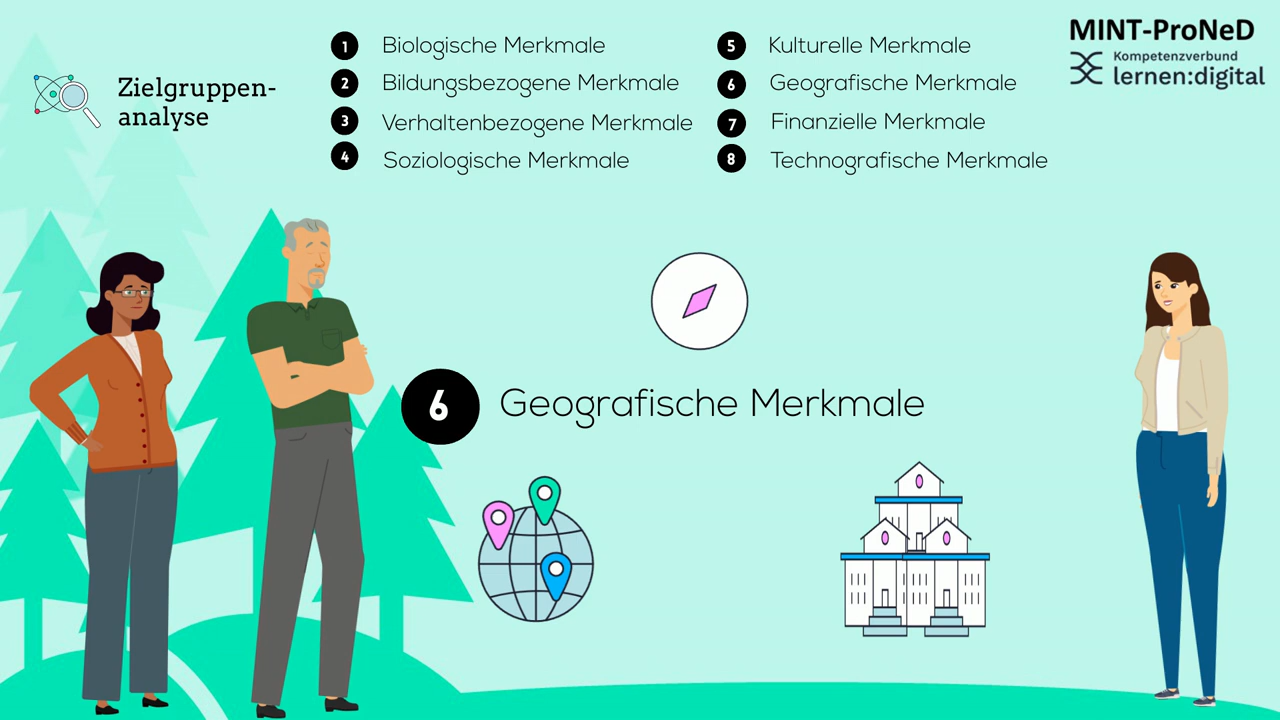 Zielgruppen-
analyse
1 Biologische Merkmale
2 Bildungsbezogene Merkmale
3 Verhaltenbezogene Merkmale
4 Soziologische Merkmale
5 Kulturelle Merkmale
6 Geografische Merkmale
7 Finanzielle Merkmale
8 Technografische Merkmale
MINT-ProNeD
Kompetenzverbund
lernen:digital
6 Geografische Merkmale